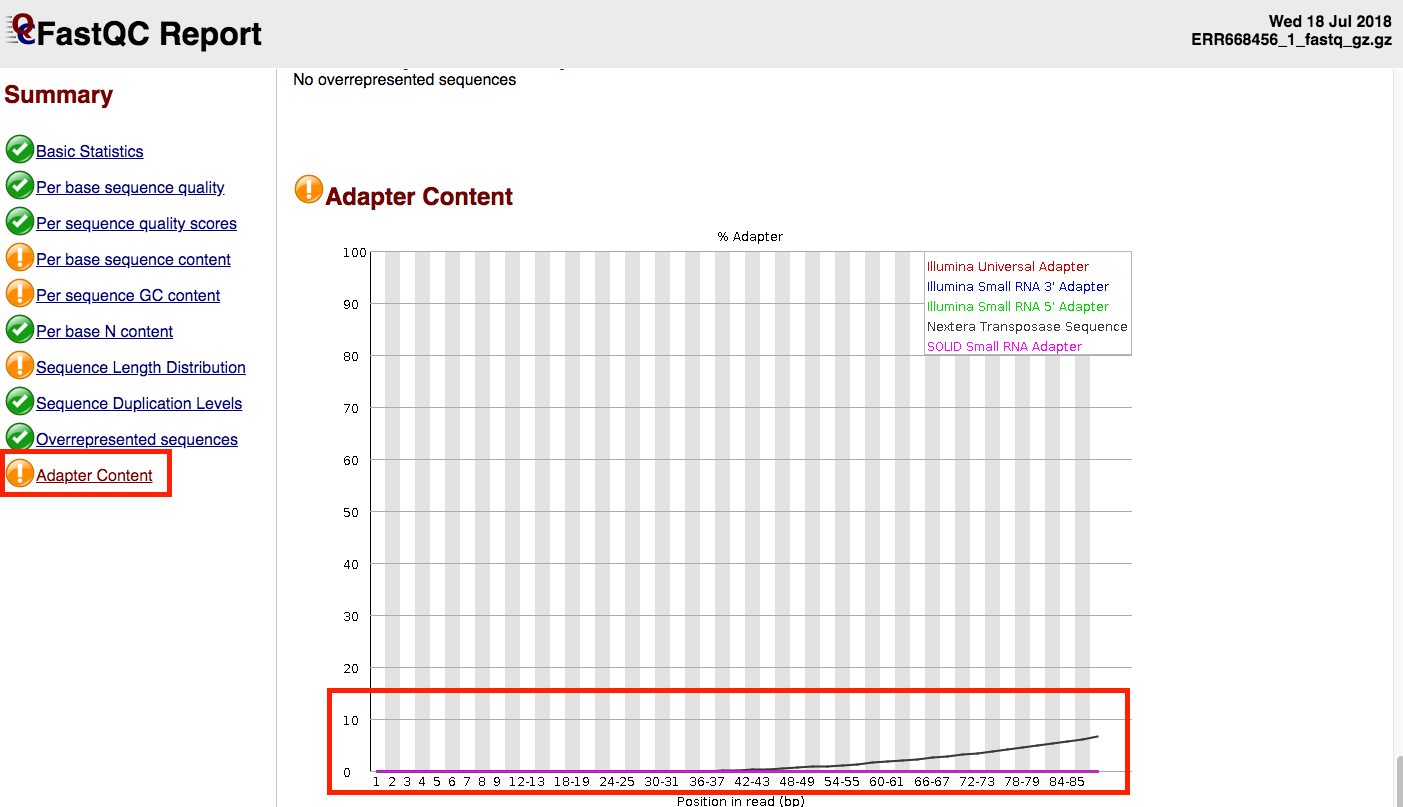 FastQC Report
Wed 18 Jul 2018
ERR668456_1_fastq_gz.gz
Summary
Basic Statistics
Per base sequence quality
Per sequence quality scores
Per base sequence content
Per sequence GC content
Per base N content
Sequence Length Distribution
Sequence Duplication Levels
Overrepresented sequences
Adapter Content
No overrepresented sequences
Adapter Content
% Adapter
100
90
80
70
60
50
40
30
20
10
0
Illumina Universal Adapter
Illumina Small RNA 3' Adapter
Illumina Small RNA 5' Adapter
Nextera Transposase Sequence
SOLID Small RNA Adapter
1 2 3 4 5 6 7 8 9 12-13 18-19 24-25 30-31 36-37 42-43 48-49 54-55 60-61 66-67 72-73 78-79 84-85
Position in read (bp)